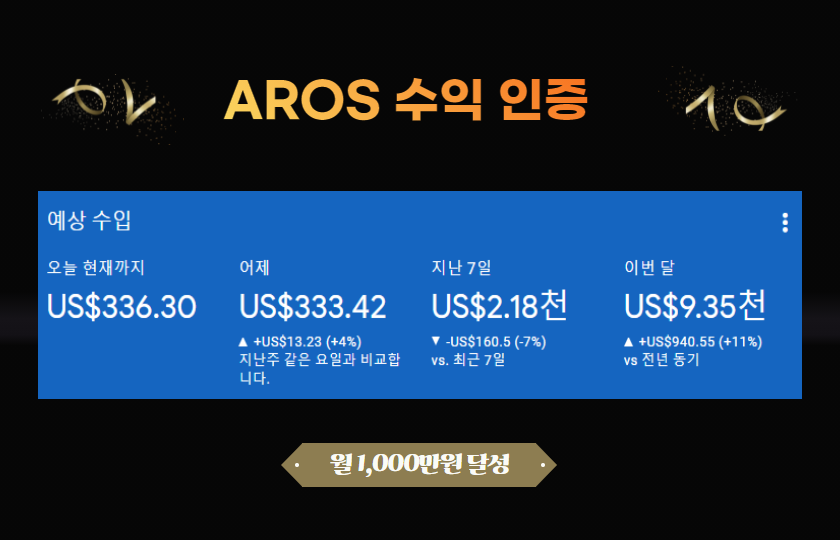 AROS 수익 인증
예상 수입
오늘 현재까지
US$336.30
어제
US$333.42
▲ +US$13.23 (+4%)
지난주 같은 요일과 비교합
니다.
지난 7일
US$2.18천
▼ -US$160.5 (-7%)
vs. 최근 7일
이번 달
US$9.35천
▲ +US$940.55 (+11%)
vs 전년 동기
월 1,000만원 달성